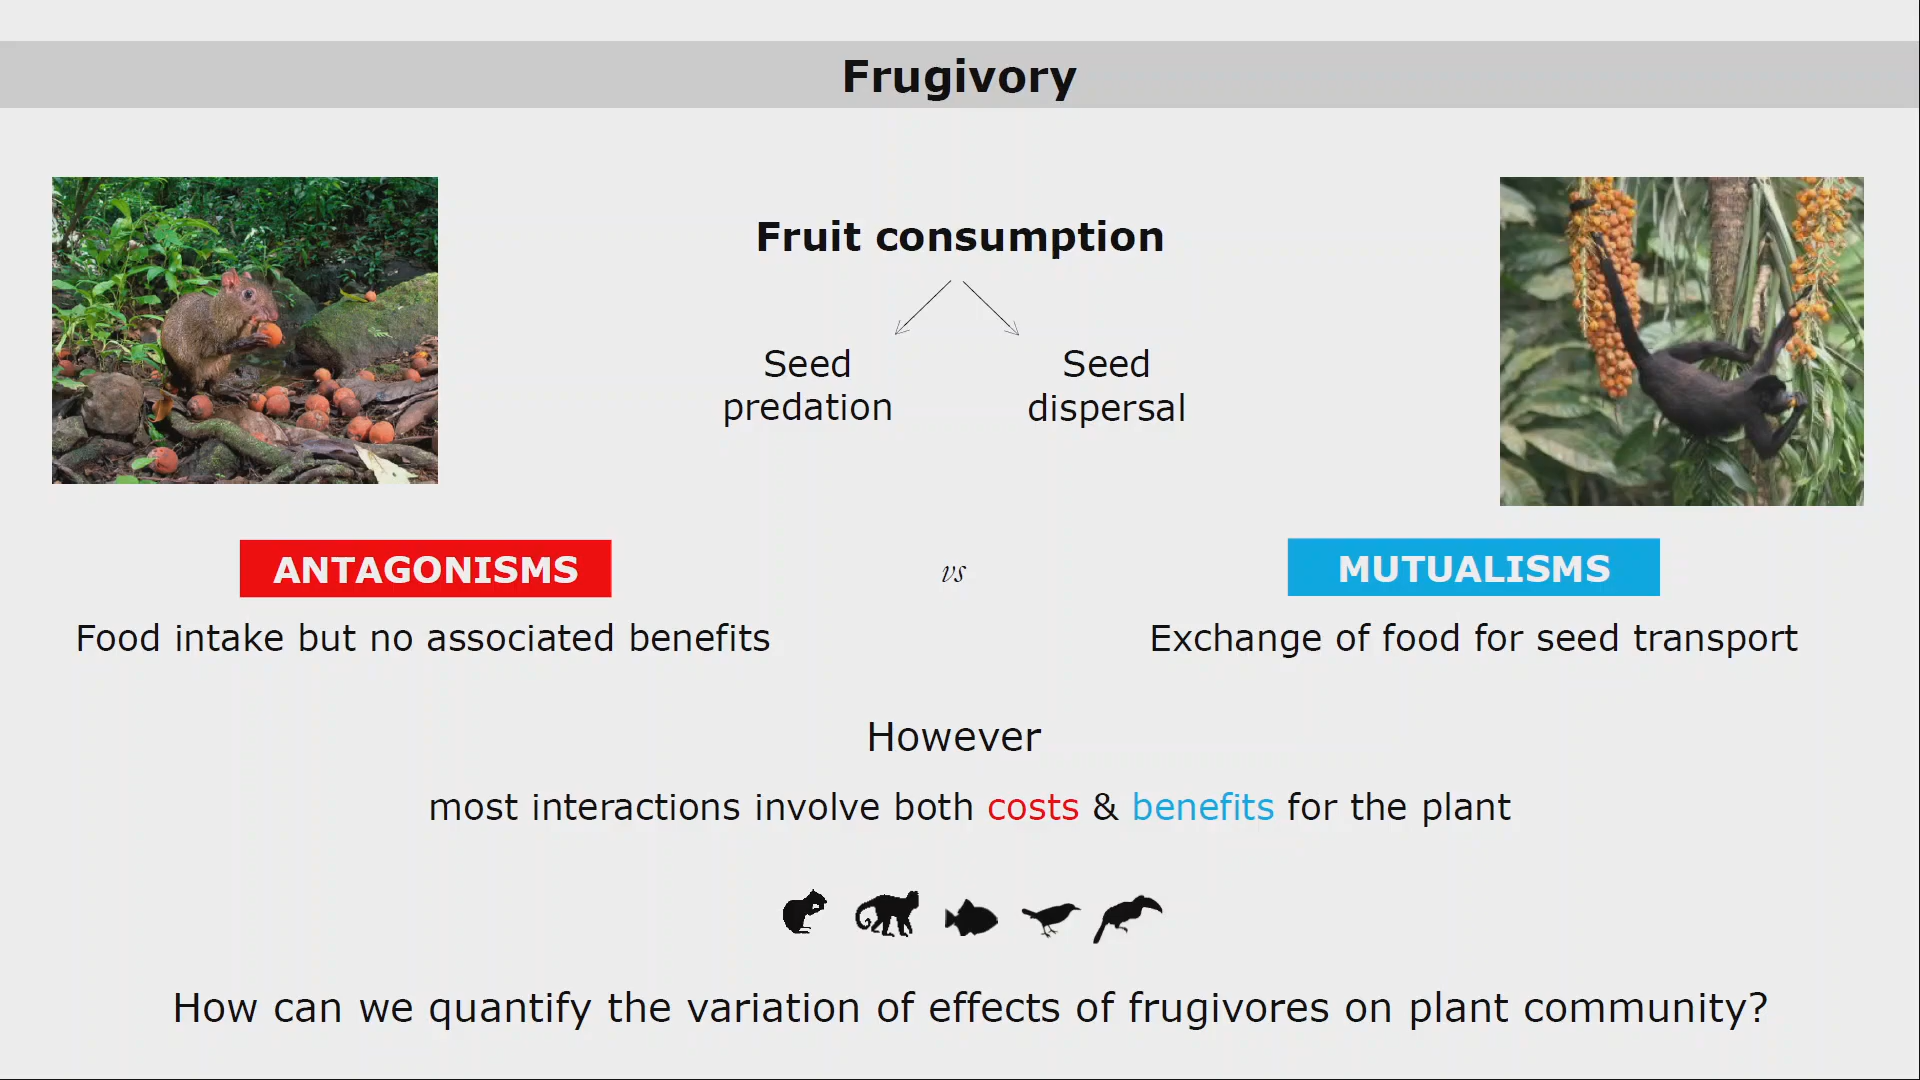 Frugivory
Fruit consumption
Seed
predation
Seed
dispersal
ANTAGONISMS
vs
MUTUALISMS
Food intake but no associated benefits
Exchange of food for seed transport
However
most interactions involve both costs & benefits for the plant
How can we quantify the variation of effects of frugivores on plant community?